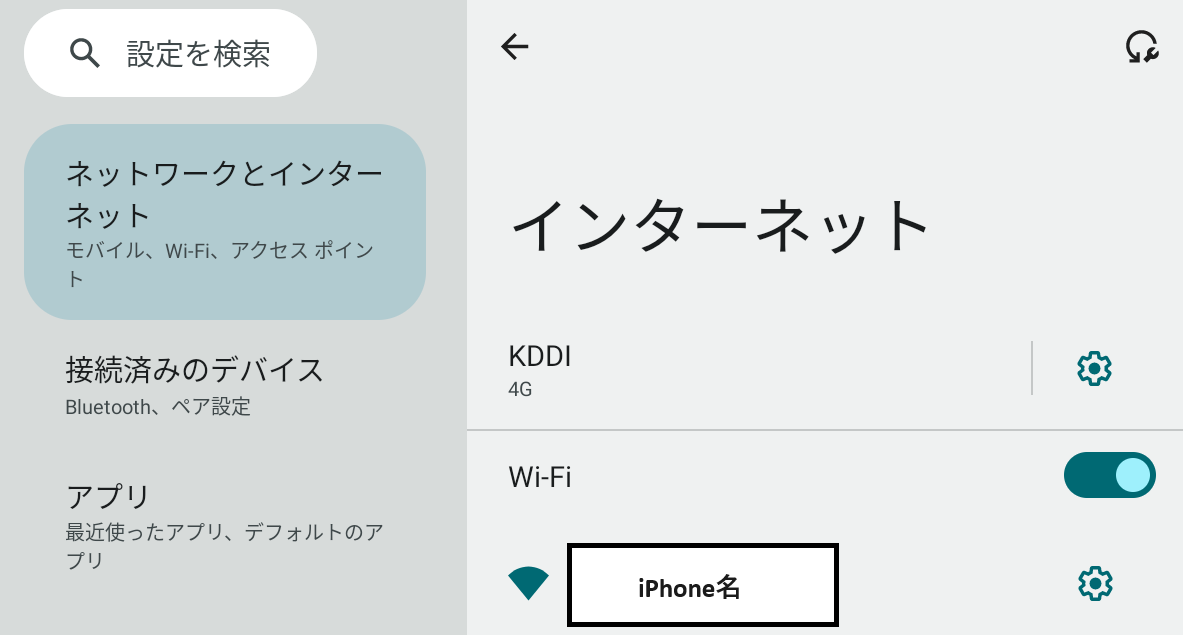 設定を検索
ネットワークとインター
ネット
モバイル、Wi-Fi、アクセス ポイン
ト
接続済みのデバイス
Bluetooth、ペア設定
アプリ
最近使ったアプリ、デフォルトのア
プリ
インターネット
KDDI
4G
Wi-Fi
iPhone名